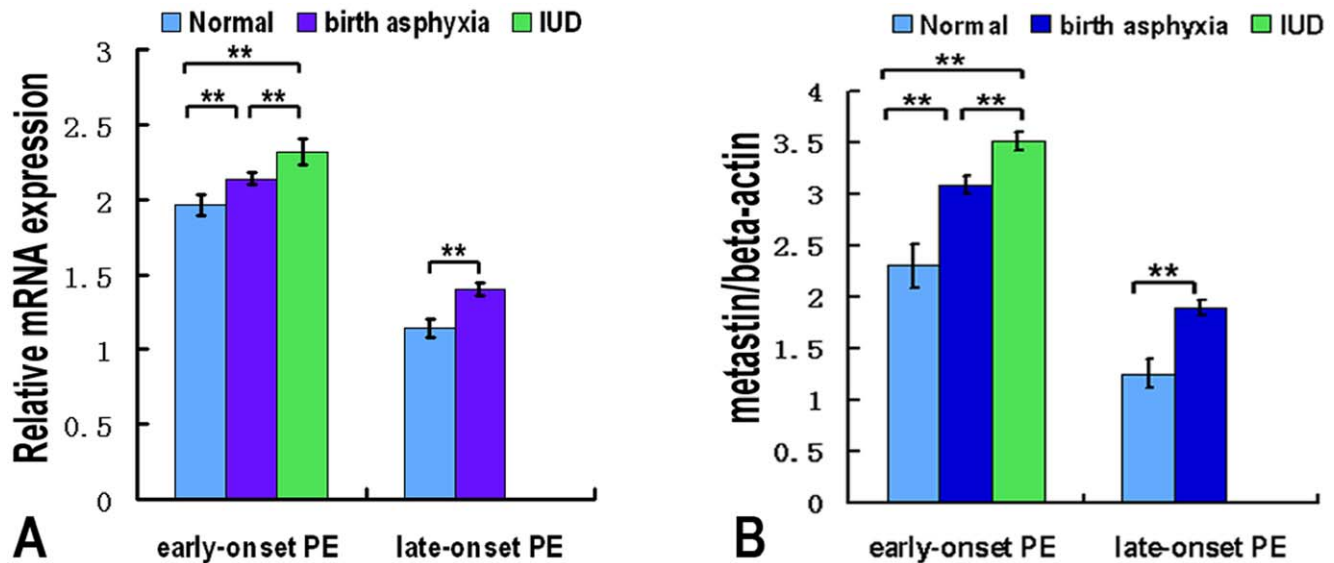 Normal birth asphyxia IUD
Relative mRNA expression
3
2.5
2
1.5
1
0.5
0
**
** **
**
early-onset PE late-onset PE
A
Normal birth asphyxia IUD
metastin/beta-actin
4
3.5
3
2.5
2
1.5
1
0.5
0
**
** **
**
early-onset PE late-onset PE
B